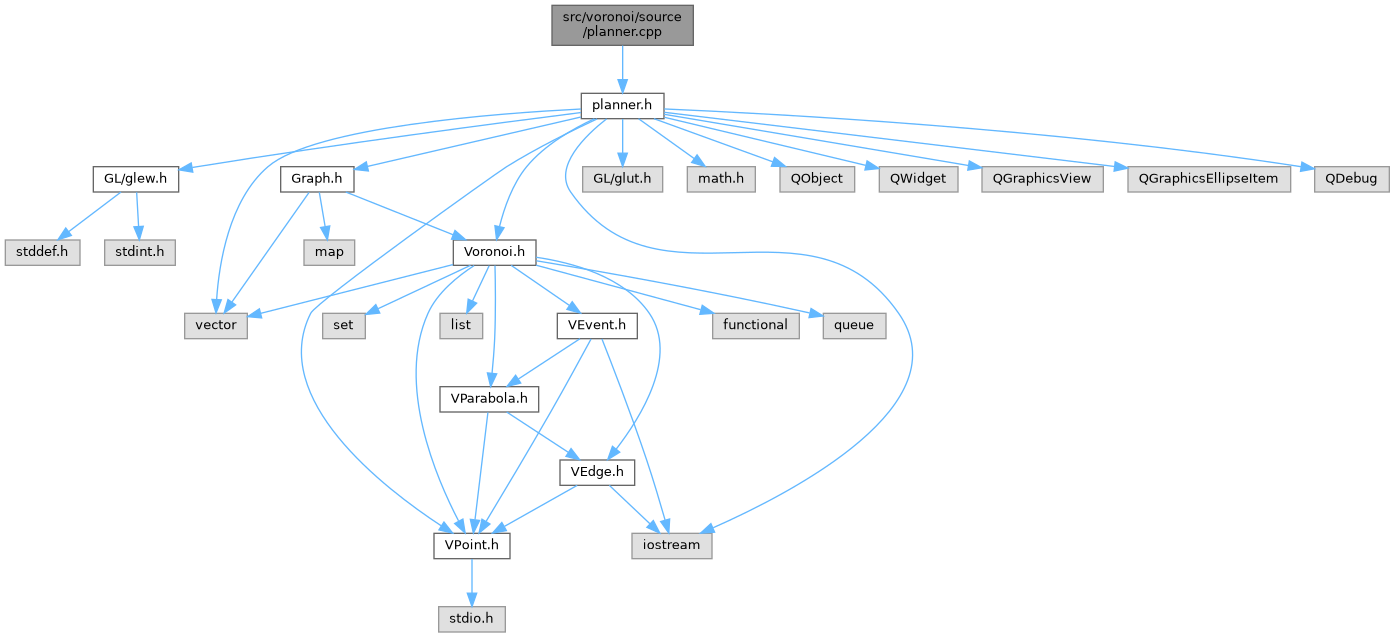 src/voronoi/source
/planner.cpp
planner.h
GL/glew.h
Graph.h
GL/glut.h
math.h
QObject
QWidget
QGraphicsView
QGraphicsEllipseItem
QDebug
stddef.h
stdint.h
map
Voronoi.h
vector
set
list
VEvent.h
functional
queue
VParabola.h
VEdge.h
VPoint.h
iostream
stdio.h